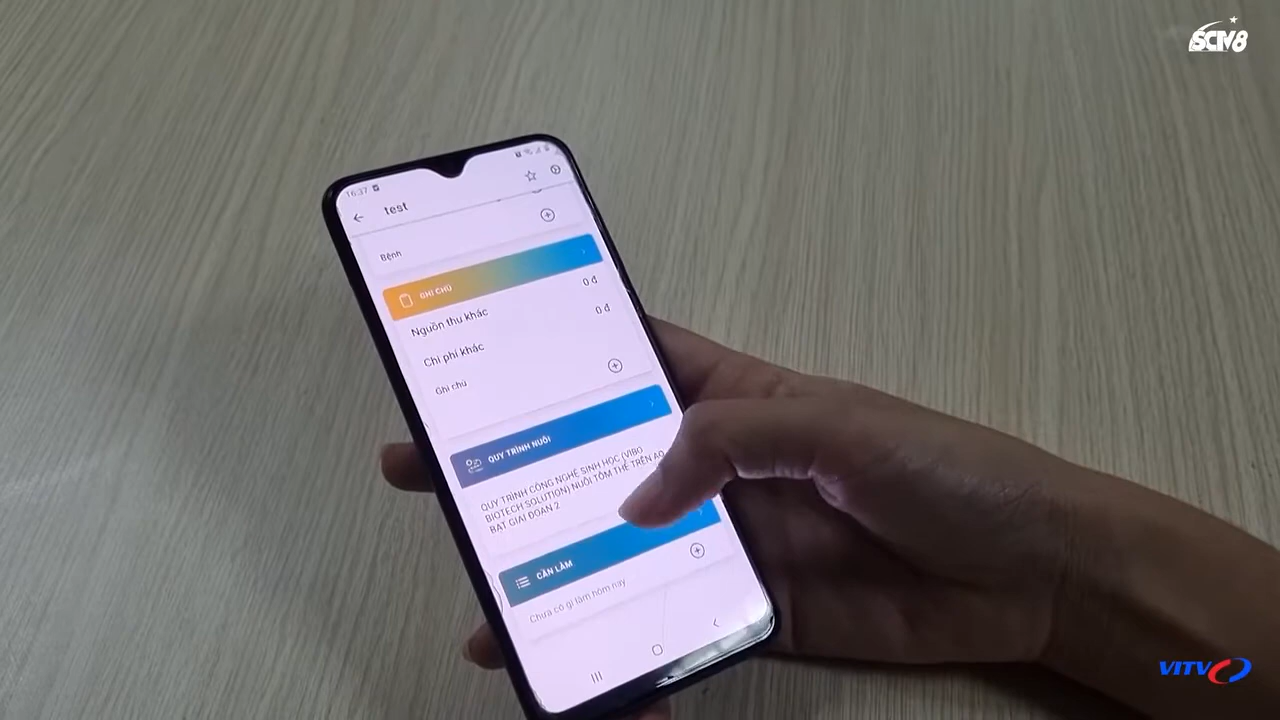 SCTV8
16:37
test
Bệnh
GHI CHÚ
Nguồn thu khác 0 đ
Chi phí khác 0 đ
Ghi chú
QUY TRÌNH NUÔI
QUY TRÌNH CÔNG NGHỆ SINH HỌC (VIBO
BIOTECH SOLUTION) NUÔI TÔM THẺ TRÊN AO
BẠT GIAI ĐOẠN 2
CẦN LÀM
Chưa có gì làm hôm nay
VITV